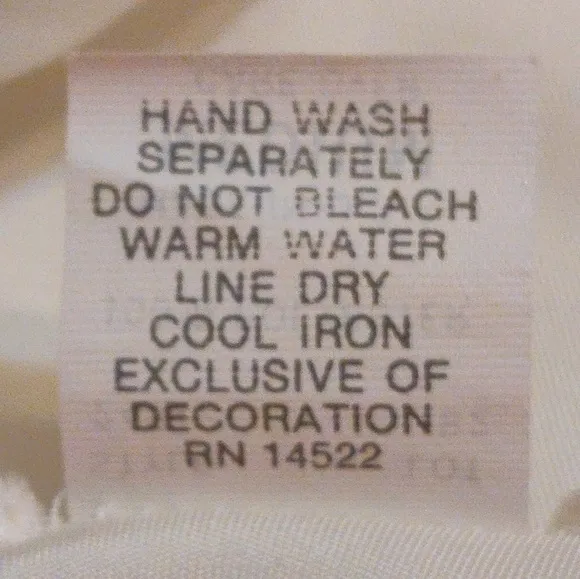 HAND WASH
SEPARATELY
DO NOT BLEACH
WARM WATER
LINE DRY
COOL IRON
EXCLUSIVE OF
DECORATION
RN 14522